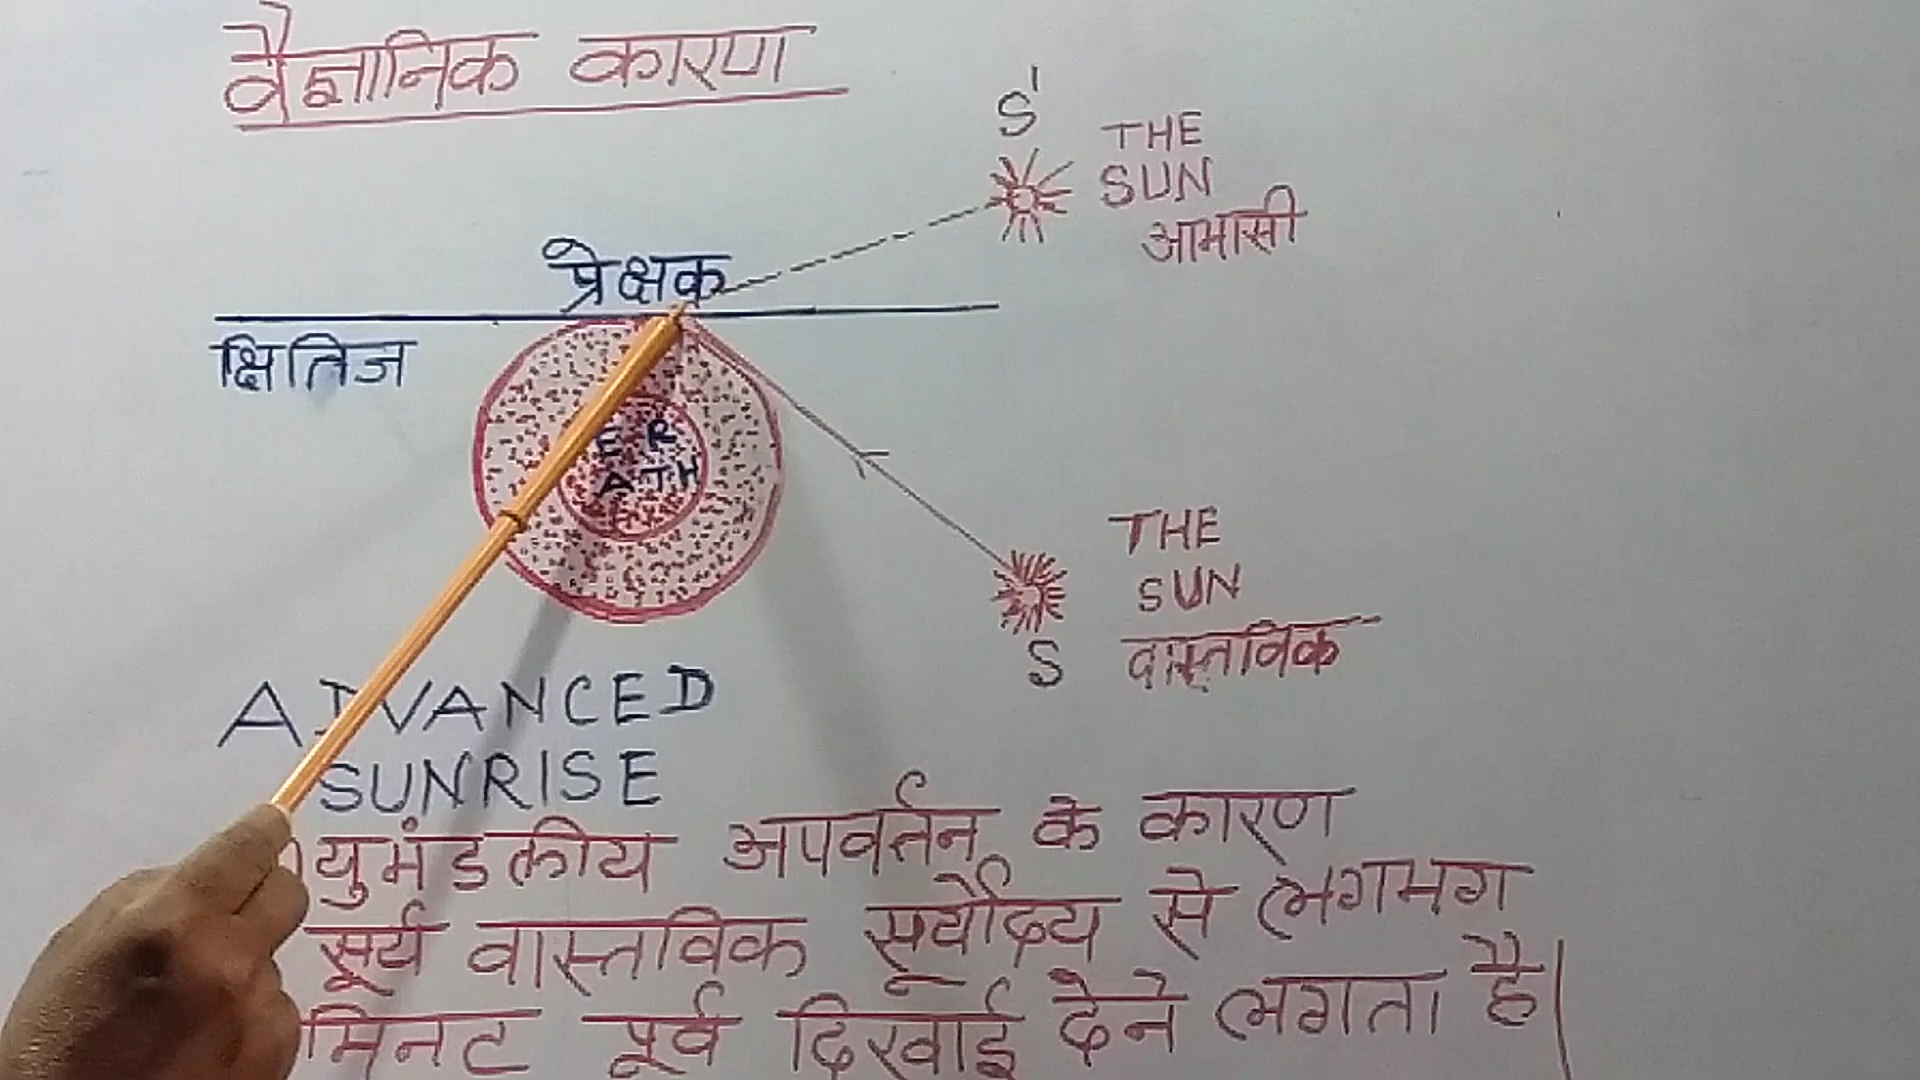 वैज्ञानिक कारण
S'
THE
SUN
आभासी
प्रेक्षक
क्षितिज
E R
A T H
THE
SUN
वास्तविक
S
ADVANCED
SUNRISE
युमंडलीय अपवर्तन के कारण
सूर्य वास्तविक सूर्योदय से लगभग
मिनट पूर्व दिखाई देने लगता है।